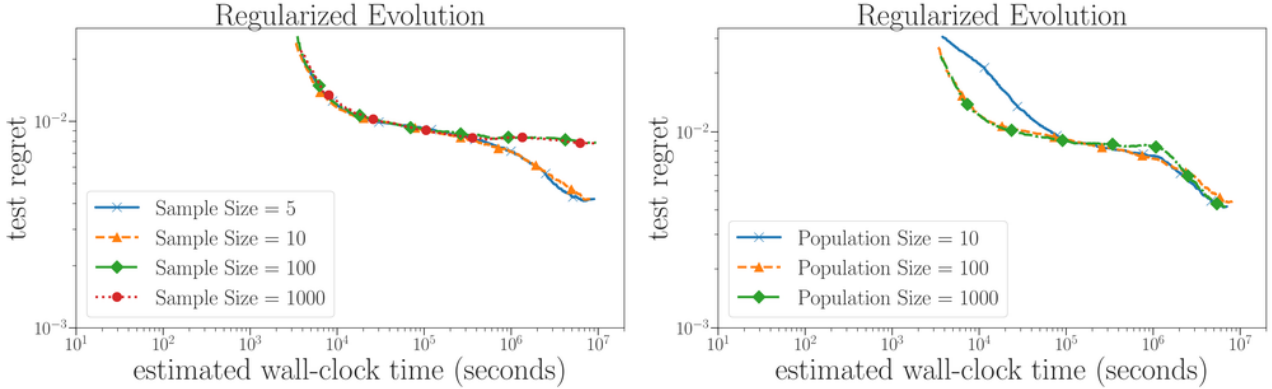 Regularized Evolution
test regret
10^-2
10^-3
Sample Size = 5
Sample Size = 10
Sample Size = 100
Sample Size = 1000
10^1 10^2 10^3 10^4 10^5 10^6 10^7
estimated wall-clock time (seconds)
Regularized Evolution
test regret
10^-2
10^-3
Population Size = 10
Population Size = 100
Population Size = 1000
10^1 10^2 10^3 10^4 10^5 10^6 10^7
estimated wall-clock time (seconds)